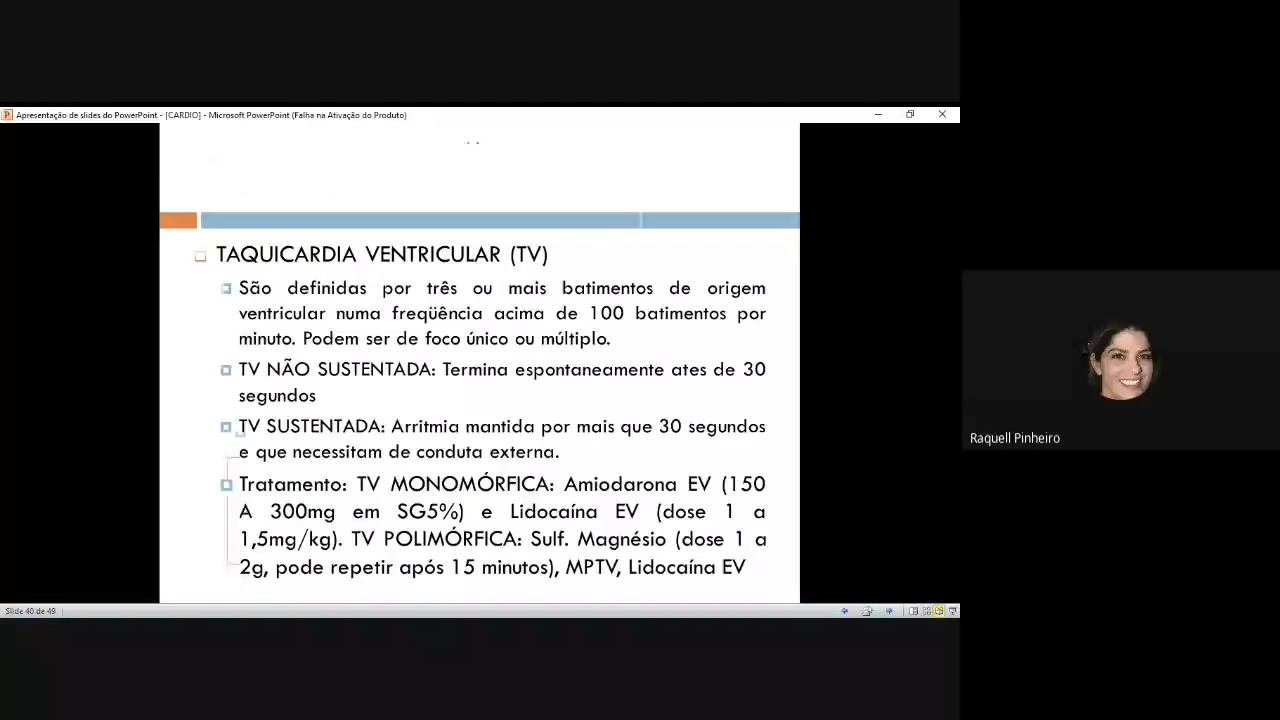 Apresentação de slides do PowerPoint - [CARDIO] - Microsoft PowerPoint (Falha na Ativação do Produto)
TAQUICARDIA VENTRICULAR (TV)
São definidas por três ou mais batimentos de origem
ventricular numa freqüência acima de 100 batimentos por
minuto. Podem ser de foco único ou múltiplo.
TV NÃO SUSTENTADA: Termina espontaneamente ates de 30
segundos
TV SUSTENTADA: Arritmia mantida por mais que 30 segundos
e que necessitam de conduta externa.
Tratamento: TV MONOMÓRFICA: Amiodarona EV (150
A 300mg em SG5%) e Lidocaína EV (dose 1 a
1,5mg/kg). TV POLIMÓRFICA: Sulf. Magnésio (dose 1 a
2g, pode repetir após 15 minutos), MPTV, Lidocaína EV
Raquell Pinheiro
Slide 40 de 49